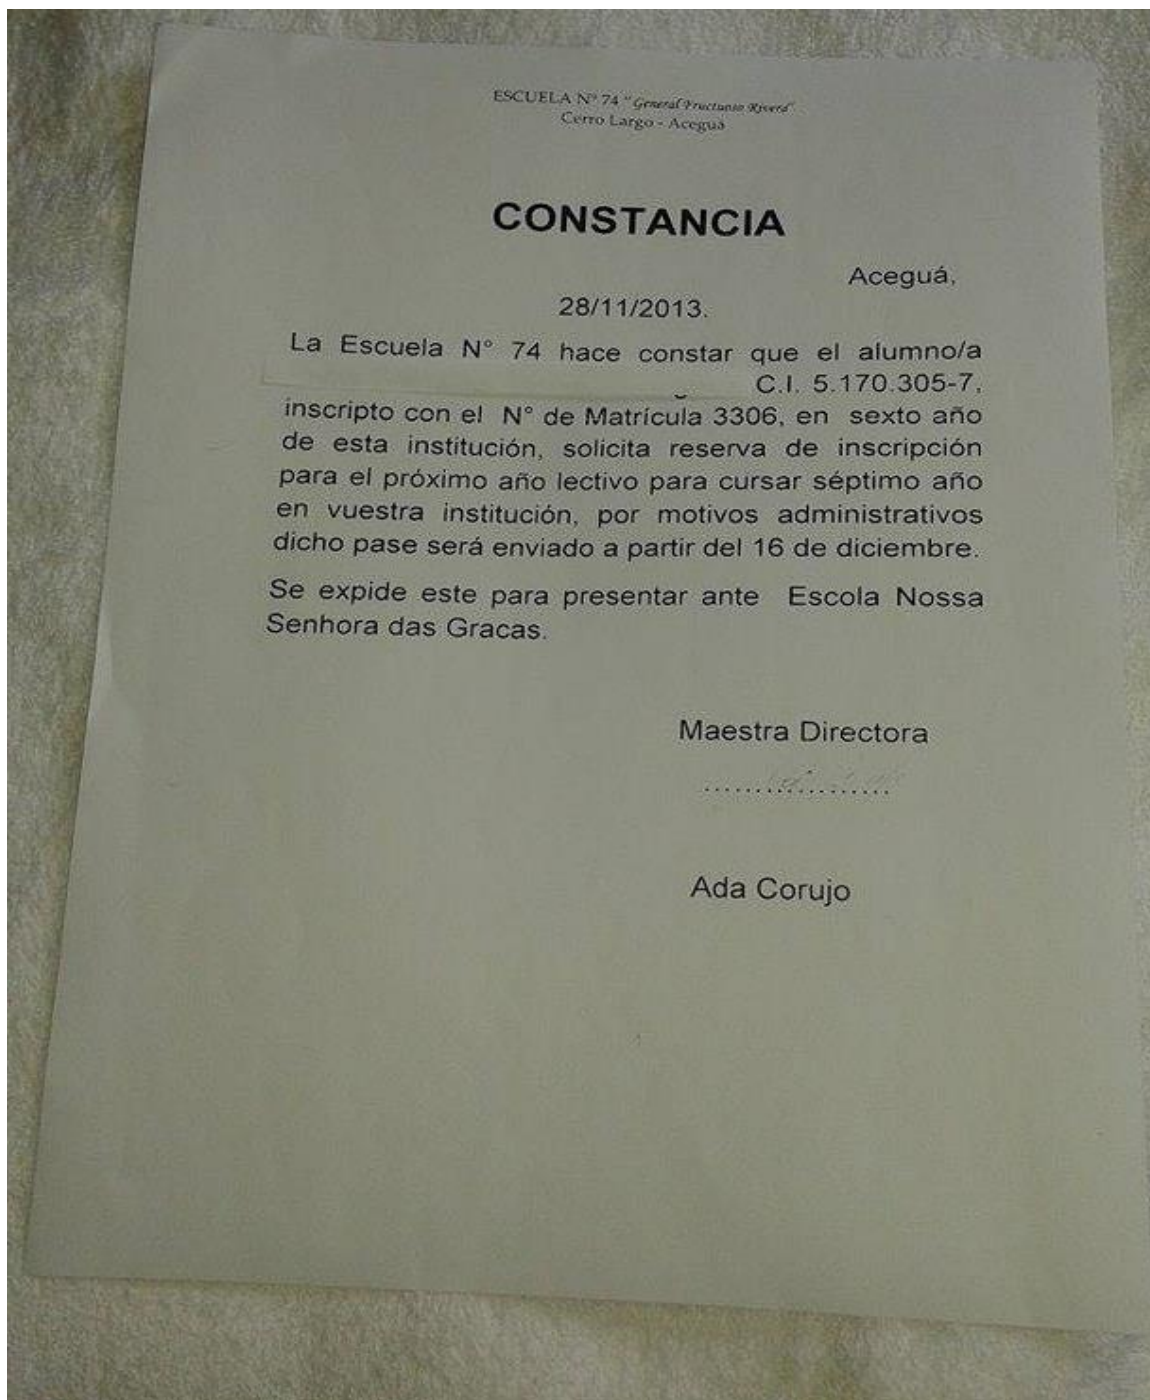 ESCUELA Nº 74 "General Fructuoso Rivera"
Cerro Largo - Aceguá
CONSTANCIA
Aceguá,
28/11/2013.
La Escuela N° 74 hace constar que el alumno/a
C.I. 5.170.305-7,
inscripto con el N° de Matrícula 3306, en sexto año
de esta institución, solicita reserva de inscripción
para el próximo año lectivo para cursar séptimo año
en vuestra institución, por motivos administrativos
dicho pase será enviado a partir del 16 de diciembre.
Se expide este para presentar ante Escola Nossa
Senhora das Gracas.
Maestra Directora
....................
Ada Corujo